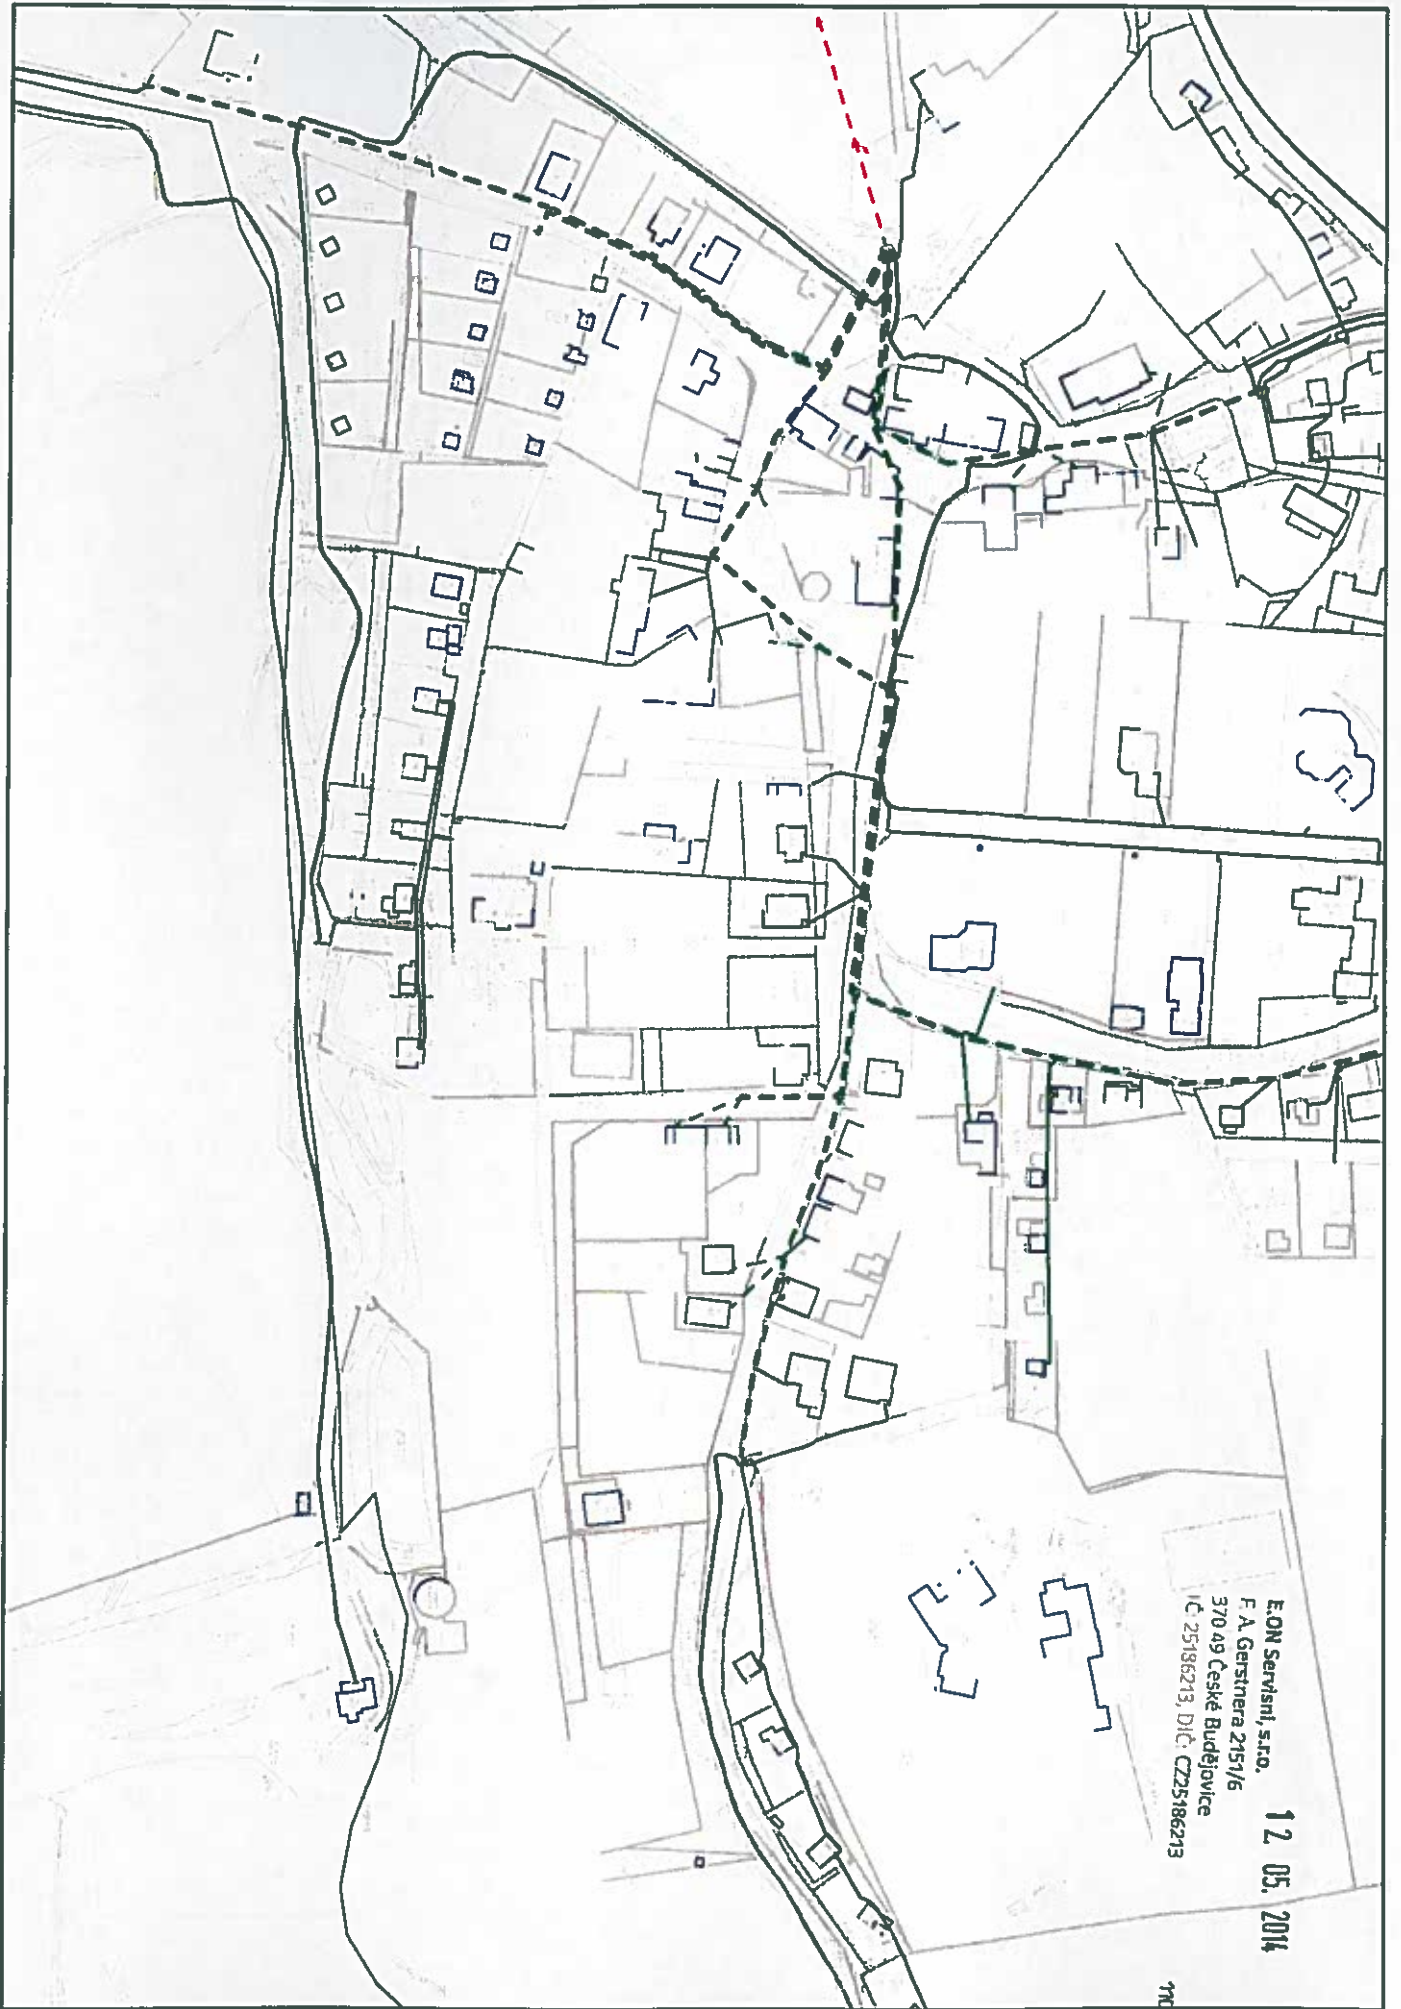 E.ON Servisní, s.r.o.
F. A. Gerstnera 2151/6
370 49 České Budějovice
IČ: 25186213, DIČ: CZ25186213
12. 05. 2014